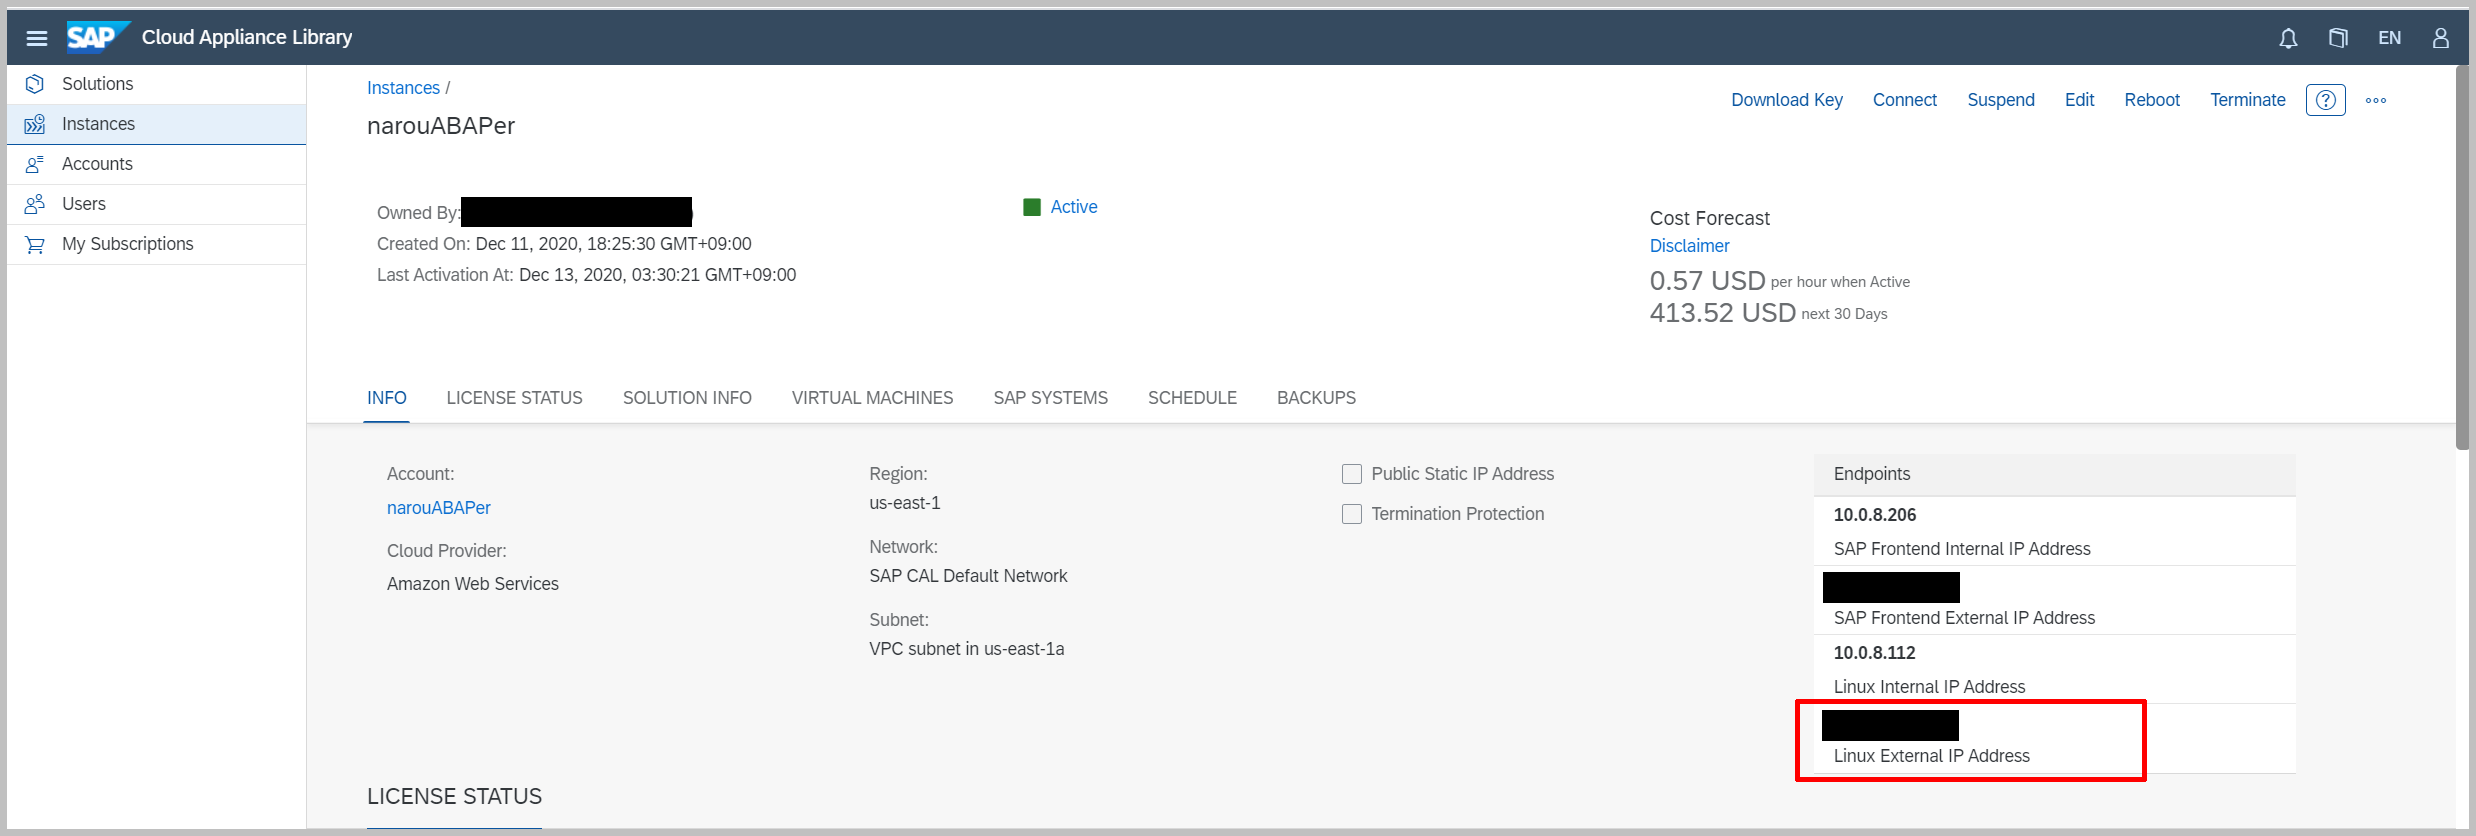 SAP Cloud Appliance Library
EN
Solutions
Instances
Accounts
Users
My Subscriptions
Instances /
narouABAPer
Download Key Connect Suspend Edit Reboot Terminate
Owned By:
Created On: Dec 11, 2020, 18:25:30 GMT+09:00
Last Activation At: Dec 13, 2020, 03:30:21 GMT+09:00
Active
Cost Forecast
Disclaimer
0.57 USD per hour when Active
413.52 USD next 30 Days
INFO LICENSE STATUS SOLUTION INFO VIRTUAL MACHINES SAP SYSTEMS SCHEDULE BACKUPS
Account:
narouABAPer
Cloud Provider:
Amazon Web Services
Region:
us-east-1
Network:
SAP CAL Default Network
Subnet:
VPC subnet in us-east-1a
Public Static IP Address
Termination Protection
Endpoints
10.0.8.206
SAP Frontend Internal IP Address
SAP Frontend External IP Address
10.0.8.112
Linux Internal IP Address
Linux External IP Address
LICENSE STATUS